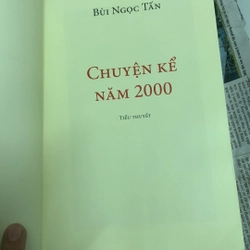 BÙI NGỌC TẤN
CHUYỆN KỂ
NĂM 2000
TIỂU THUYẾT